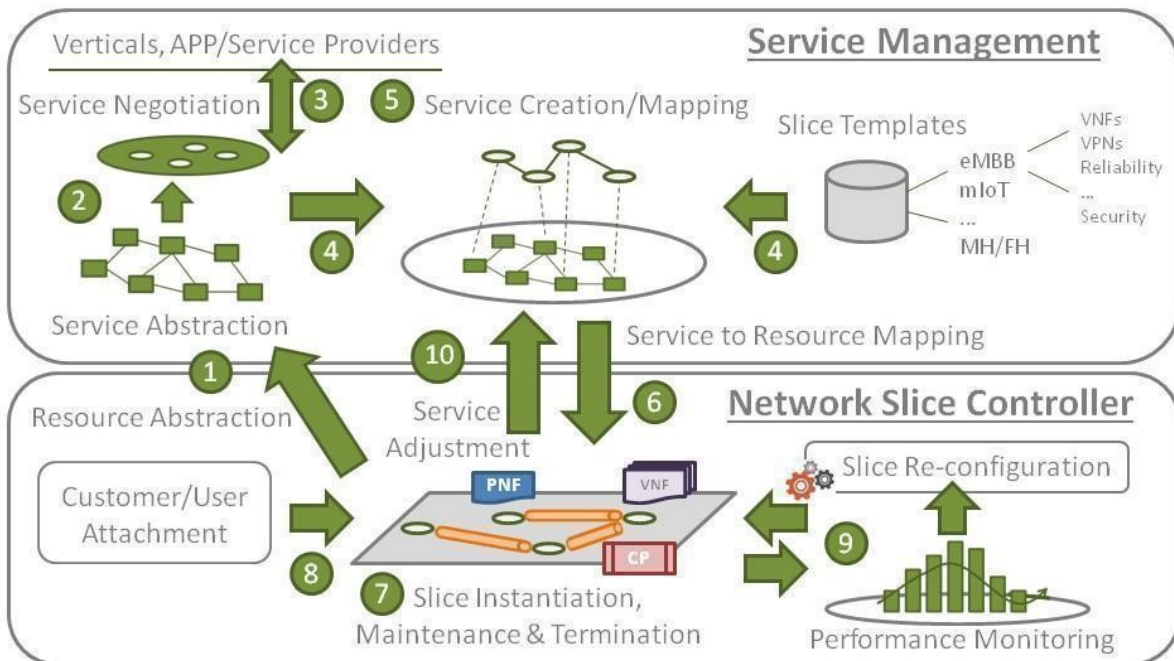 Verticals, APP/Service Providers
Service Management
Service Negotiation
3
5
Service Creation/Mapping
Slice Templates
VNFs
VPNs
Reliability
...
Security
eMBB
mIoT
...
MH/FH
2
4
4
Service Abstraction
1
10
Service to Resource Mapping
6
Resource Abstraction
Service
Adjustment
Network Slice Controller
Customer/User
Attachment
PNF
VNF
CP
Slice Re-configuration
8
9
7
Slice Instantiation,
Maintenance & Termination
Performance Monitoring